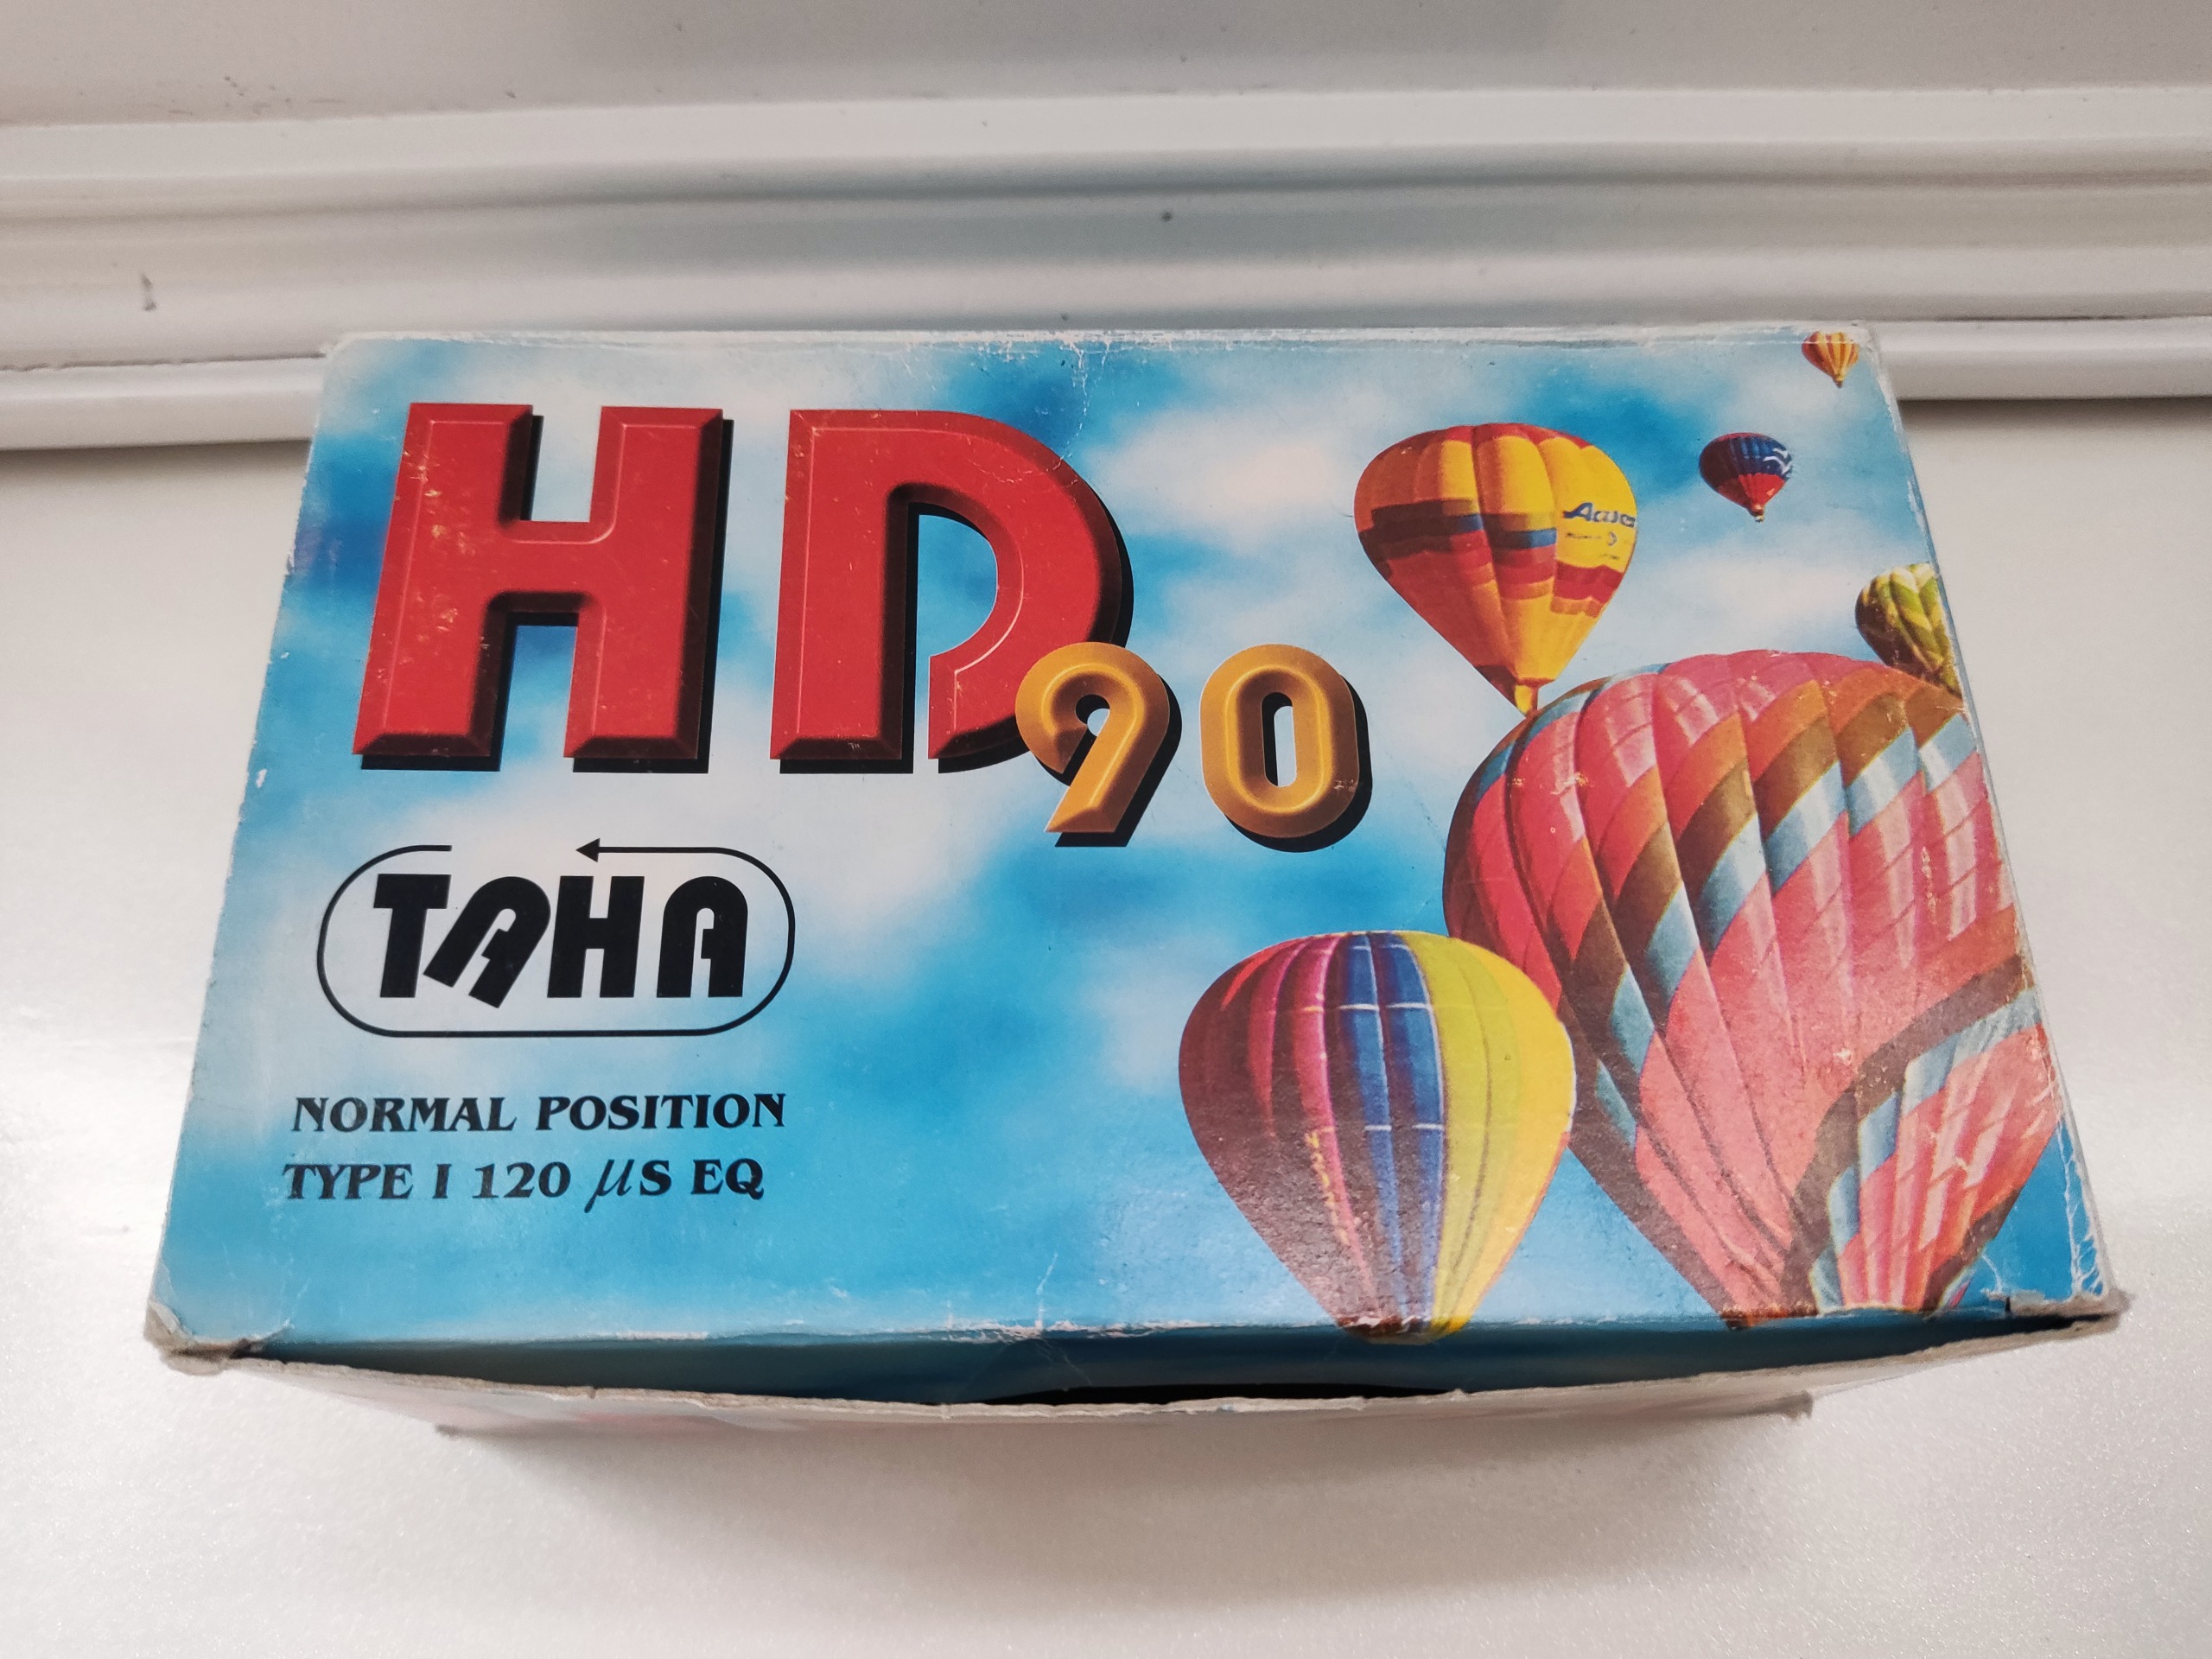 HD
90
TAHA
NORMAL POSITION
TYPE I 120 µS EQ